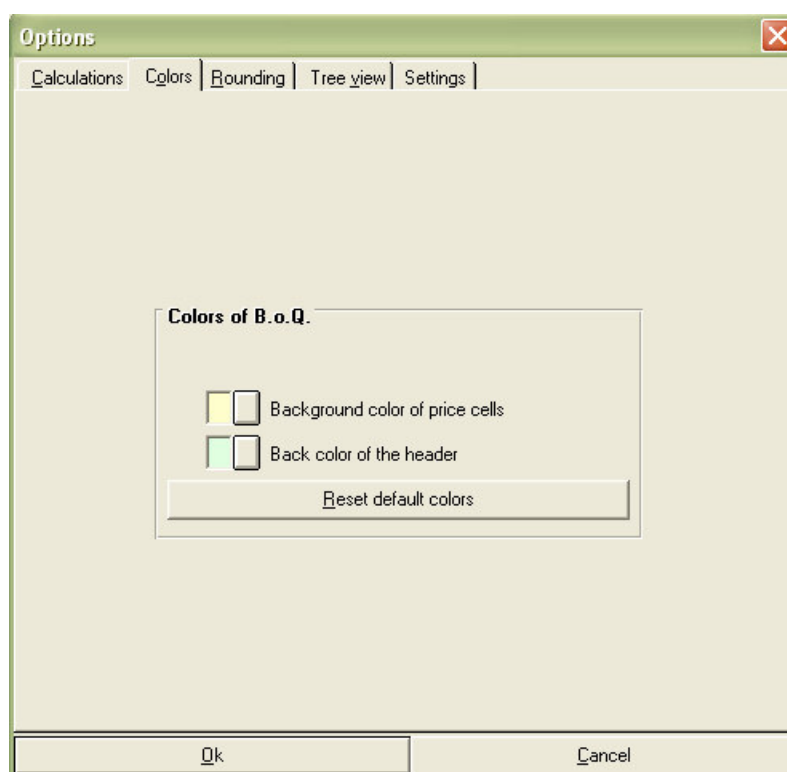 Options
Calculations Colors Rounding Tree view Settings
Colors of B.o.Q.
Background color of price cells
Back color of the header
Reset default colors
Ok Cancel